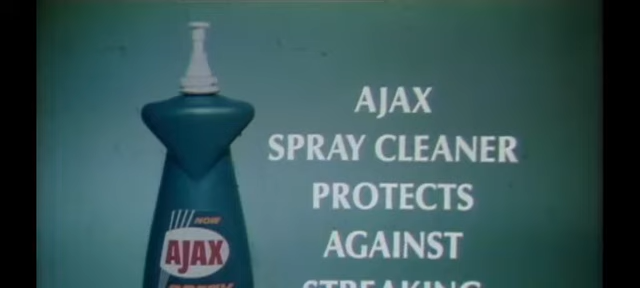 AJAX
SPRAY CLEANER
PROTECTS
AGAINST
STREAKING
NOW
AJAX